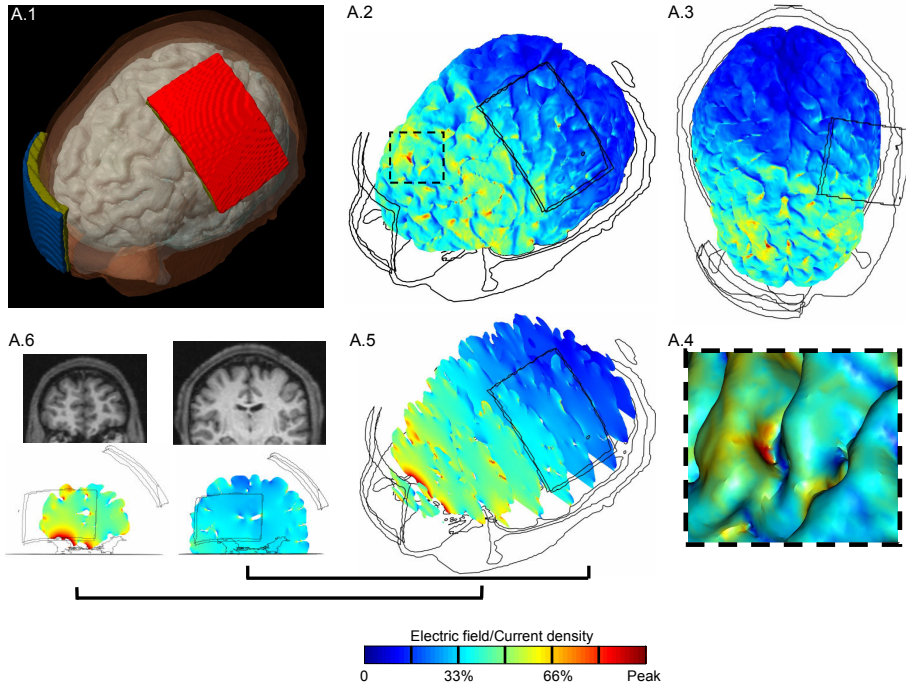 A.1
A.2
A.3
A.6
A.5
A.4
Electric field/Current density
0 33% 66% Peak